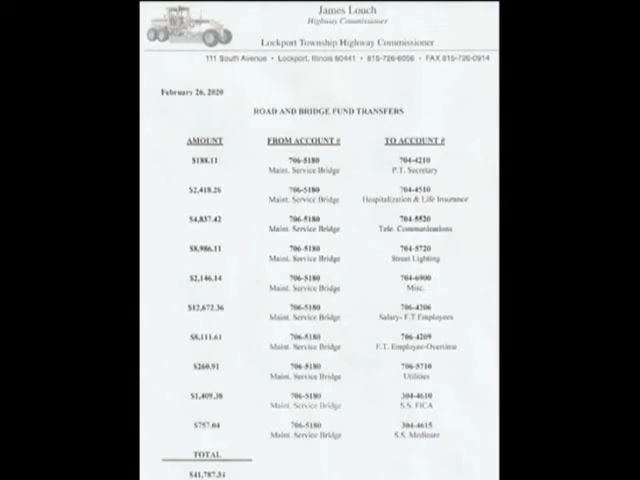 James Louch
Highway Commissioner
Lockport Township Highway Commissioner
111 South Avenue • Lockport, Illinois 60441 • 815-726-6056 • FAX 815-726-0914
February 26, 2020
ROAD AND BRIDGE FUND TRANSFERS
AMOUNT FROM ACCOUNT # TO ACCOUNT #
$188.11 706-5180 704-4210
Maint. Service Bridge P.T. Secretary
$2,418.26 706-5180 704-4510
Maint. Service Bridge Hospitalization & Life Insurance
$4,837.42 706-5180 704-5520
Maint. Service Bridge Tele. Communications
$8,986.11 706-5180 704-5720
Maint. Service Bridge Street Lighting
$2,146.14 706-5180 704-6900
Maint. Service Bridge Misc.
$12,672.36 706-5180 706-4206
Maint. Service Bridge Salary- F.T Employees
$8,111.61 706-5180 706-4209
Maint. Service Bridge F.T. Employee-Overtime
$260.91 706-5180 706-5710
Maint. Service Bridge Utilities
$1,409.38 706-5180 304-4610
Maint. Service Bridge S.S. FICA
$757.04 706-5180 304-4615
Maint. Service Bridge S.S. Medicare
TOTAL
$41,787.34